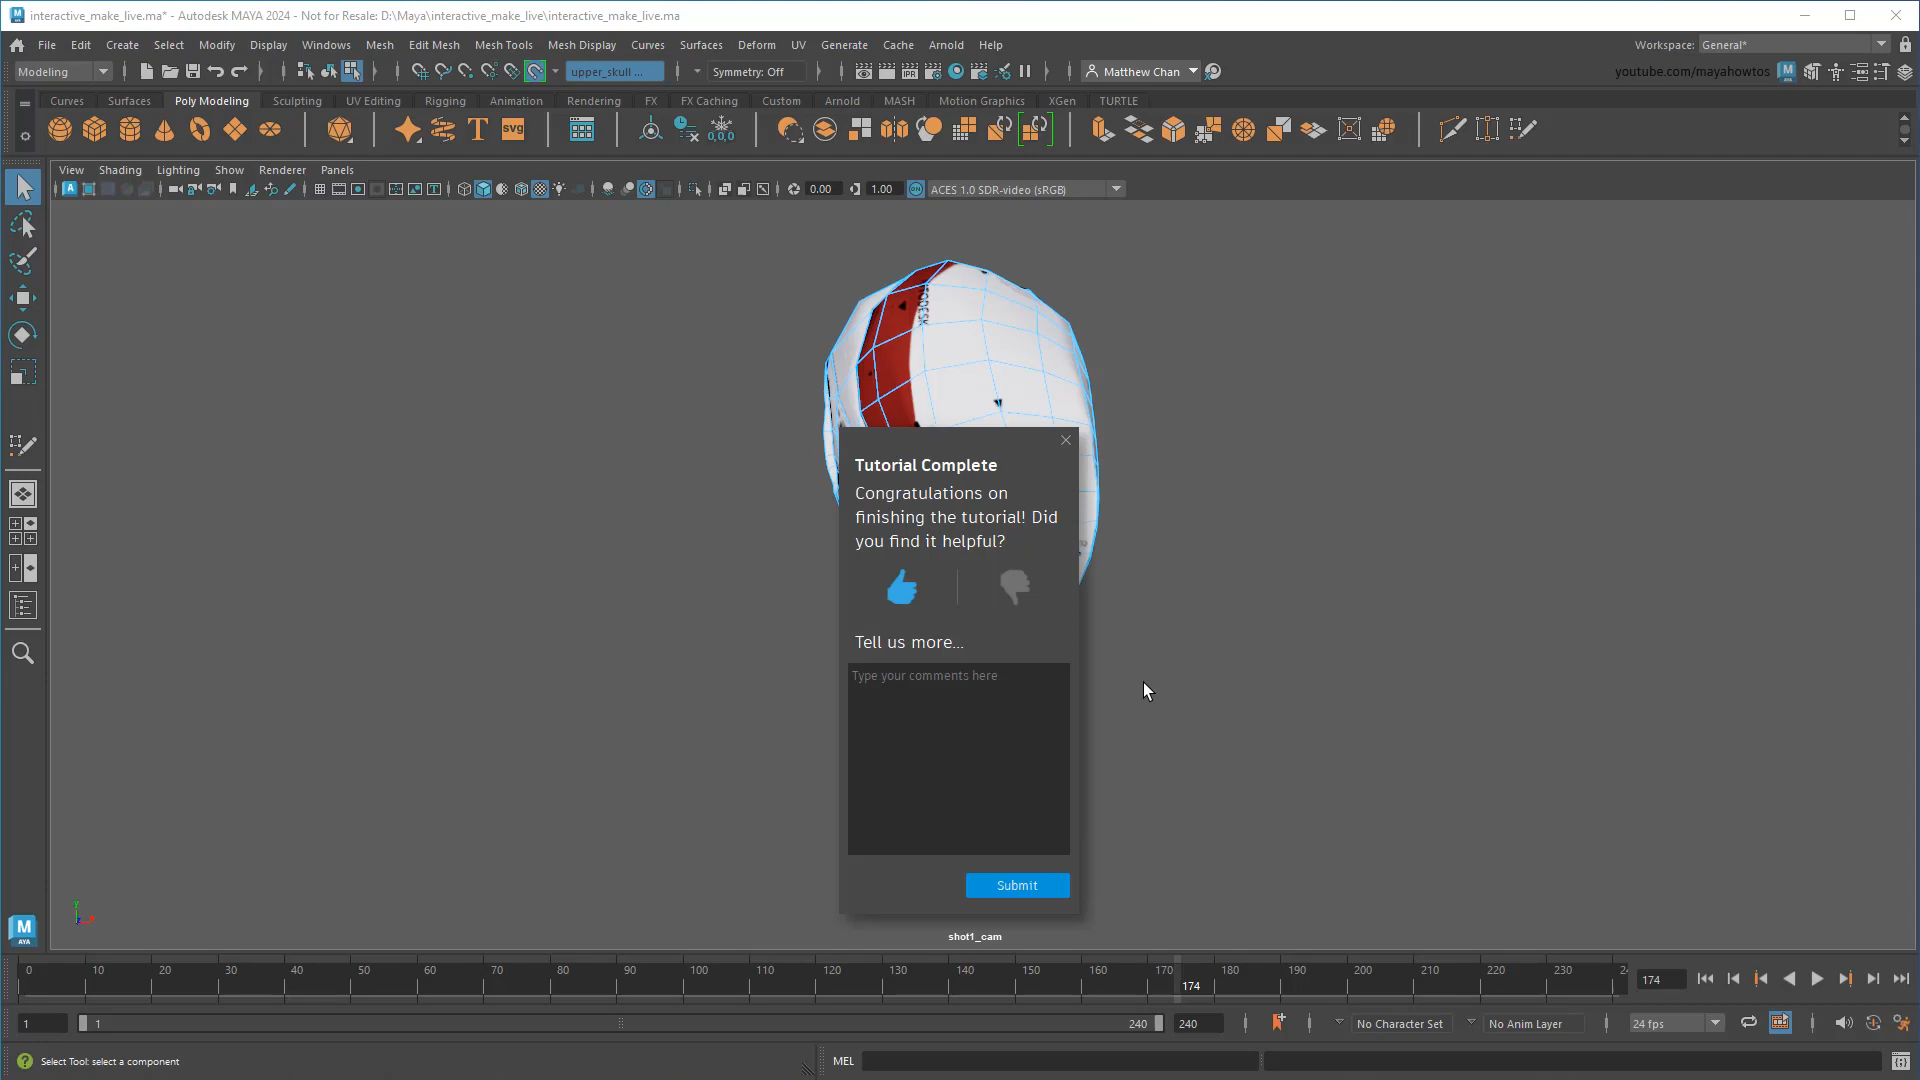 interactive_make_live.ma* - Autodesk MAYA 2024 - Not for Resale: D:\Maya\interactive_make_live\interactive_make_live.ma
File Edit Create Select Modify Display Windows Mesh Edit Mesh Mesh Tools Mesh Display Curves Surfaces Deform UV Generate Cache Arnold Help
Workspace: General*
Modeling
upper_skull ...
Symmetry: Off
IPR
Matthew Chan
youtube.com/mayahowtos
M
Curves Surfaces Poly Modeling Sculpting UV Editing Rigging Animation Rendering FX FX Caching Custom Arnold MASH Motion Graphics XGen TURTLE
T SVG 0,0,0
View Shading Lighting Show Renderer Panels
0.00 1.00 ACES 1.0 SDR-video (sRGB)
Tutorial Complete
Congratulations on
finishing the tutorial! Did
you find it helpful?
Tell us more...
Type your comments here
Submit
y
M
AYA
shot1_cam
0 10 20 30 40 50 60 70 80 90 100 110 120 130 140 150 160 170 180 190 200 210 220 230 24
174
174
1 1 240 240 No Character Set No Anim Layer 24 fps
Select Tool: select a component
MEL